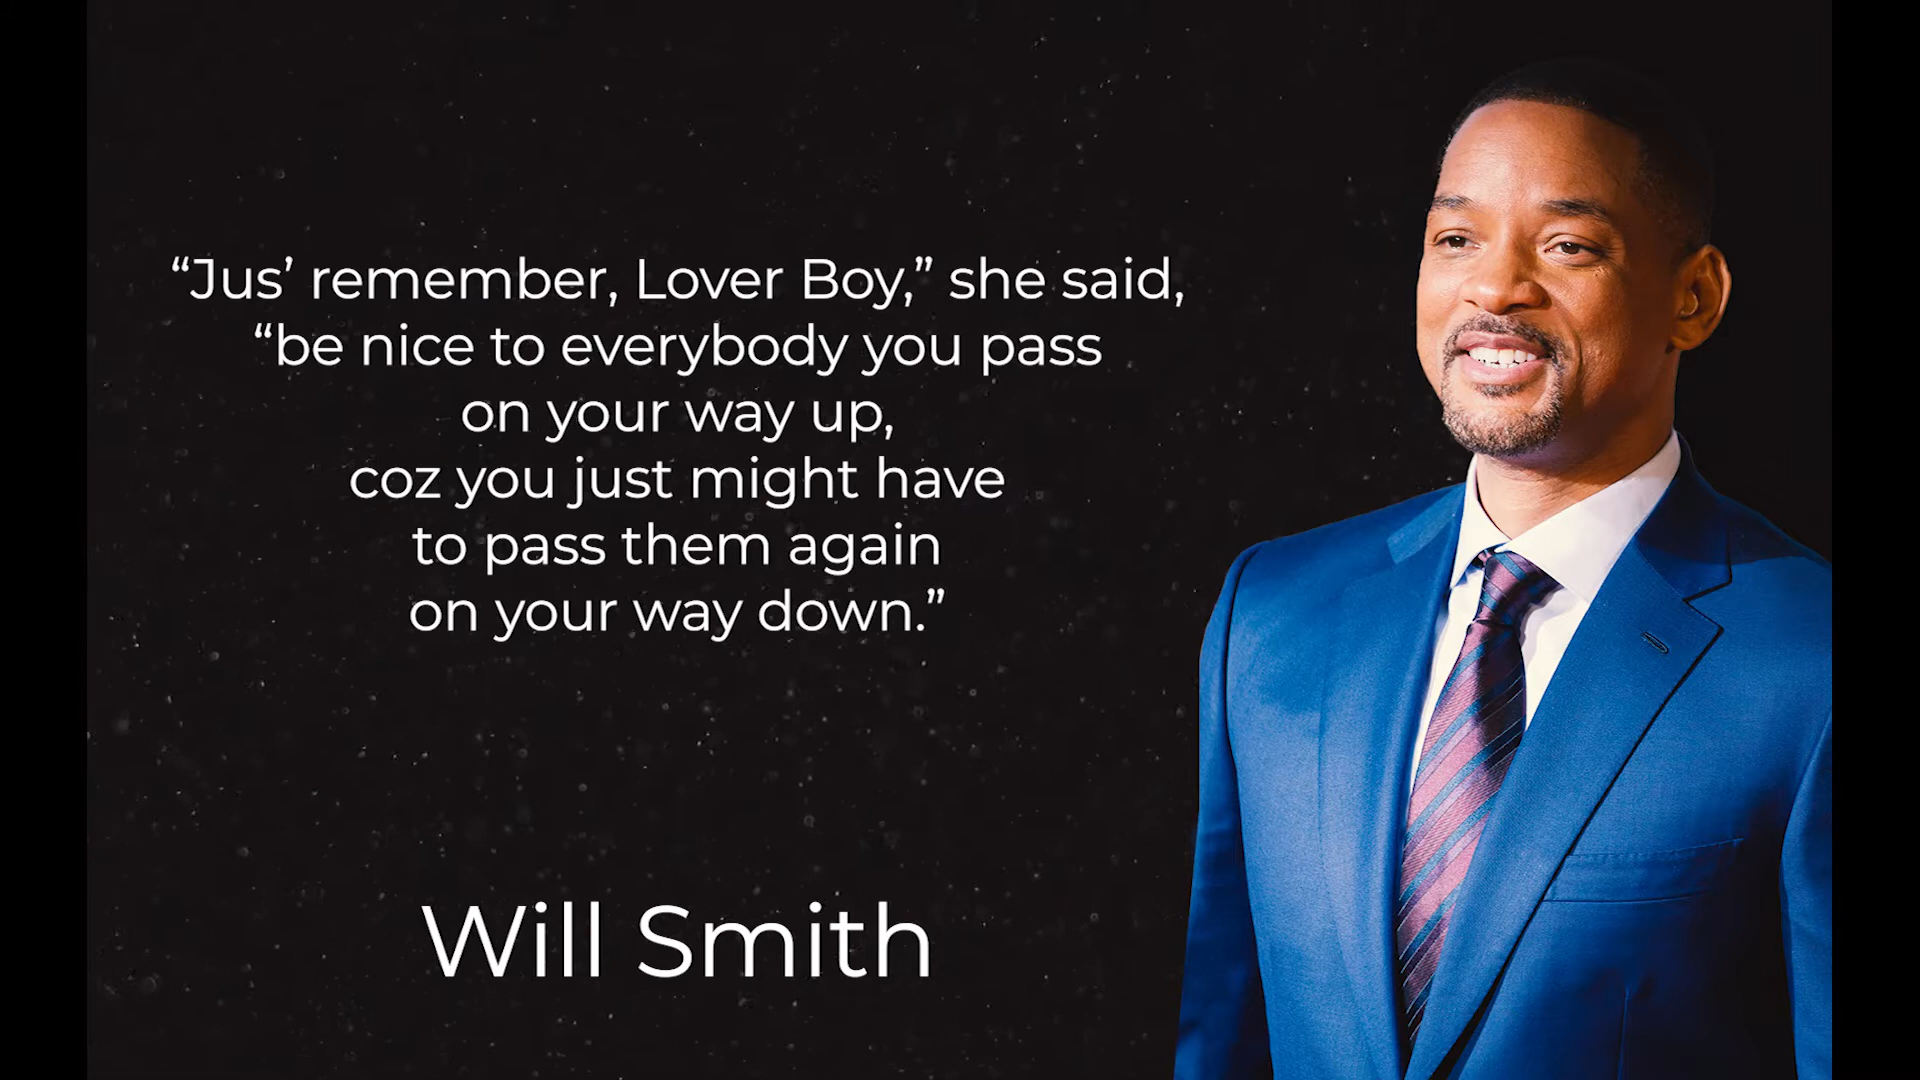 “Jus’ remember, Lover Boy,” she said,
“be nice to everybody you pass
on your way up,
coz you just might have
to pass them again
on your way down.”
Will Smith